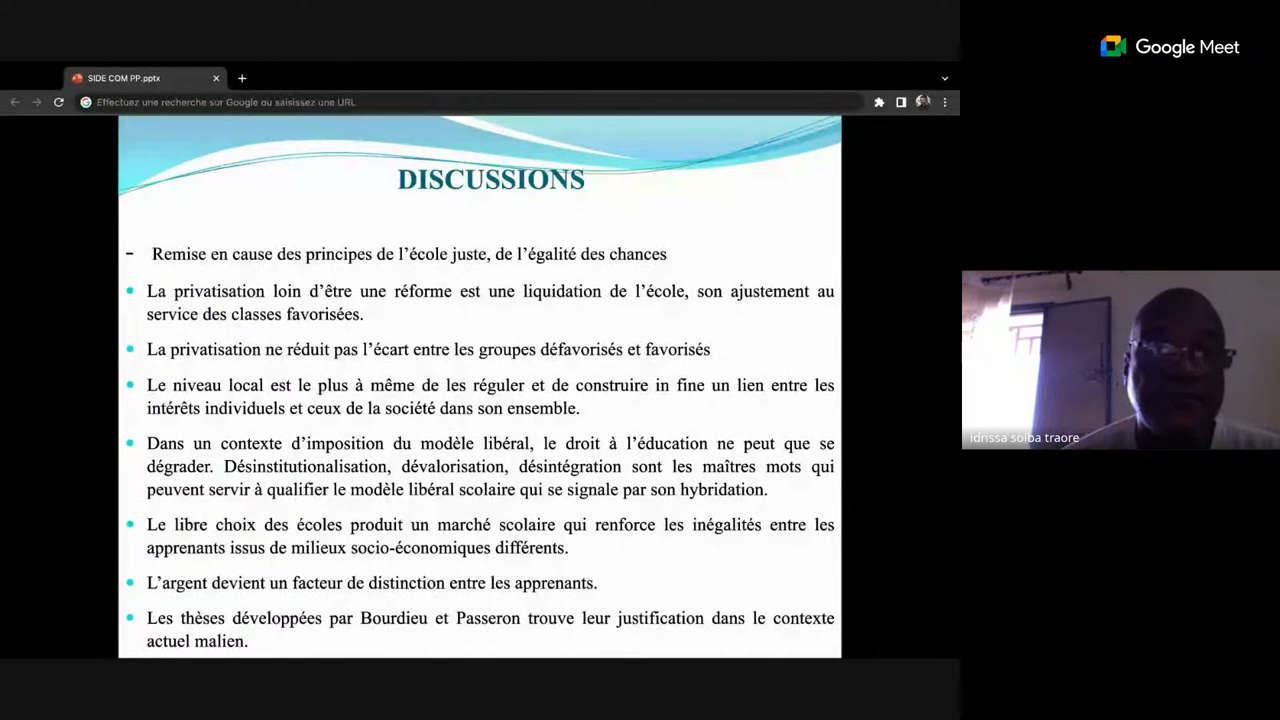 Google Meet
SIDE COM PP.pptx
Effectuez une recherche sur Google ou saisissez une URL
DISCUSSIONS
- Remise en cause des principes de l’école juste, de l’égalité des chances
La privatisation loin d’être une réforme est une liquidation de l’école, son ajustement au
service des classes favorisées.
La privatisation ne réduit pas l’écart entre les groupes défavorisés et favorisés
Le niveau local est le plus à même de les réguler et de construire in fine un lien entre les
intérêts individuels et ceux de la société dans son ensemble.
Dans un contexte d’imposition du modèle libéral, le droit à l’éducation ne peut que se
dégrader. Désinstitutionalisation, dévalorisation, désintégration sont les maîtres mots qui
peuvent servir à qualifier le modèle libéral scolaire qui se signale par son hybridation.
Le libre choix des écoles produit un marché scolaire qui renforce les inégalités entre les
apprenants issus de milieux socio-économiques différents.
L’argent devient un facteur de distinction entre les apprenants.
Les thèses développées par Bourdieu et Passeron trouve leur justification dans le contexte
actuel malien.
idrissa soiba traore